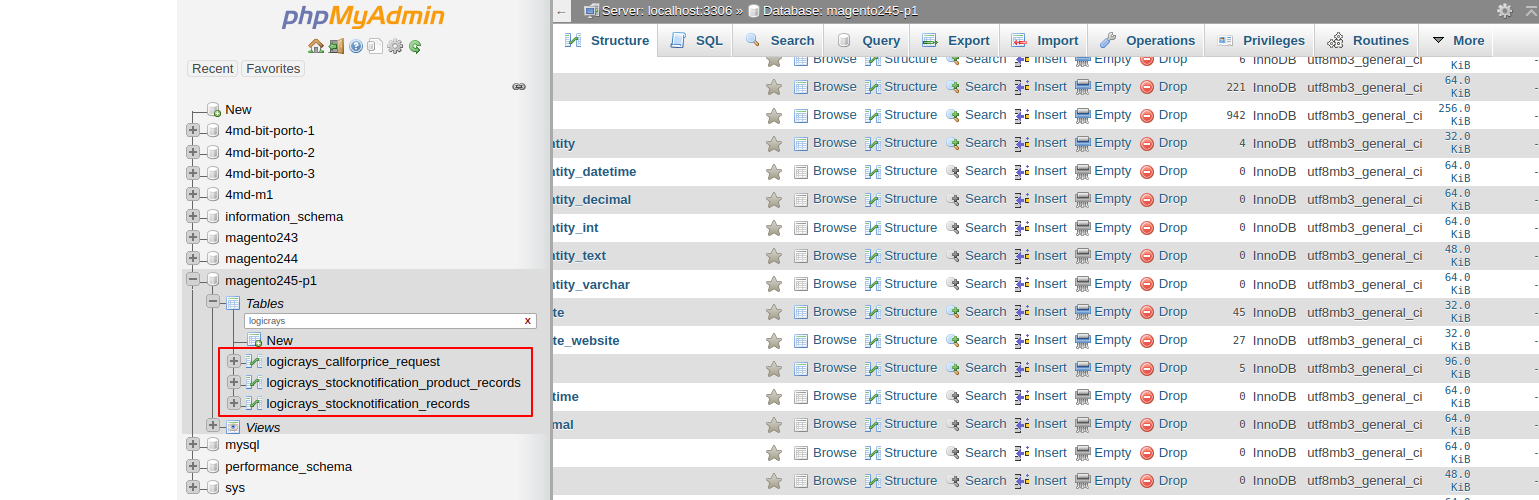 phpMyAdmin
Recent Favorites
New
4md-bit-porto-1
4md-bit-porto-2
4md-bit-porto-3
4md-m1
information_schema
magento243
magento244
magento245-p1
Tables
logicrays X
New
logicrays_callforprice_request
logicrays_stocknotification_product_records
logicrays_stocknotification_records
Views
mysql
performance_schema
sys
← Server: localhost:3306 » Database: magento245-p1
Structure SQL Search Query Export Import Operations Privileges Routines More
Browse Structure Search Insert Empty Drop 6 InnoDB utf8mb3_general_ci KiB
Browse Structure Search Insert Empty Drop 221 InnoDB utf8mb3_general_ci 64.0 KiB -
Browse Structure Search Insert Empty Drop 942 InnoDB utf8mb3_general_ci 256.0 KiB -
ntity Browse Structure Search Insert Empty Drop 4 InnoDB utf8mb3_general_ci 32.0 KiB -
ntity_datetime Browse Structure Search Insert Empty Drop 0 InnoDB utf8mb3_general_ci 64.0 KiB -
ntity_decimal Browse Structure Search Insert Empty Drop 0 InnoDB utf8mb3_general_ci 64.0 KiB -
ntity_int Browse Structure Search Insert Empty Drop 0 InnoDB utf8mb3_general_ci 64.0 KiB -
ntity_text Browse Structure Search Insert Empty Drop 0 InnoDB utf8mb3_general_ci 48.0 KiB -
ntity_varchar Browse Structure Search Insert Empty Drop 0 InnoDB utf8mb3_general_ci 64.0 KiB -
te Browse Structure Search Insert Empty Drop 45 InnoDB utf8mb3_general_ci 32.0 KiB -
te_website Browse Structure Search Insert Empty Drop 27 InnoDB utf8mb3_general_ci 32.0 KiB -
Browse Structure Search Insert Empty Drop 5 InnoDB utf8mb3_general_ci 96.0 KiB -
time Browse Structure Search Insert Empty Drop 0 InnoDB utf8mb3_general_ci 64.0 KiB -
mal Browse Structure Search Insert Empty Drop 0 InnoDB utf8mb3_general_ci 64.0 KiB -
Browse Structure Search Insert Empty Drop 0 InnoDB utf8mb3_general_ci 64.0 KiB -
Browse Structure Search Insert Empty Drop 0 InnoDB utf8mb3_general_ci 48.0 KiB -